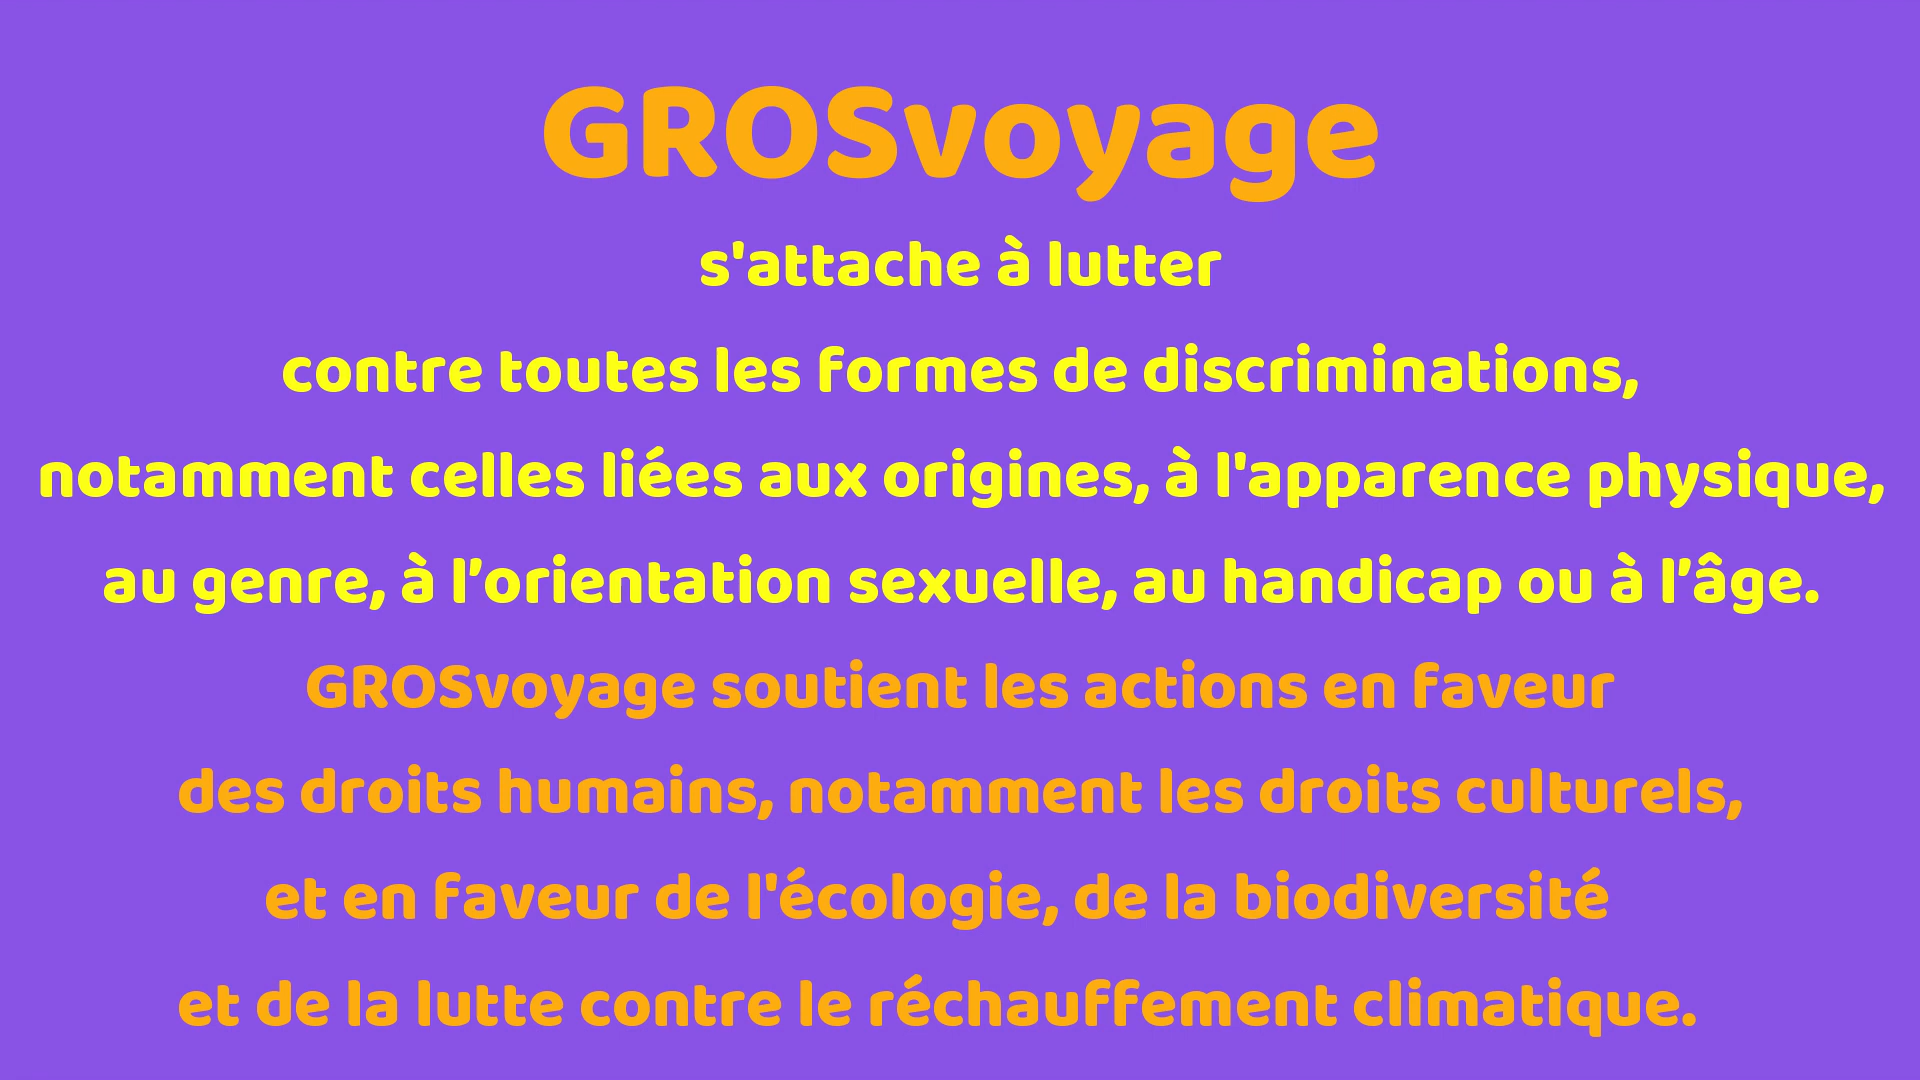 GROSvoyage
s'attache à lutter
contre toutes les formes de discriminations,
notamment celles liées aux origines, à l'apparence physique,
au genre, à l’orientation sexuelle, au handicap ou à l’âge.
GROSvoyage soutient les actions en faveur
des droits humains, notamment les droits culturels,
et en faveur de l'écologie, de la biodiversité
et de la lutte contre le réchauffement climatique.